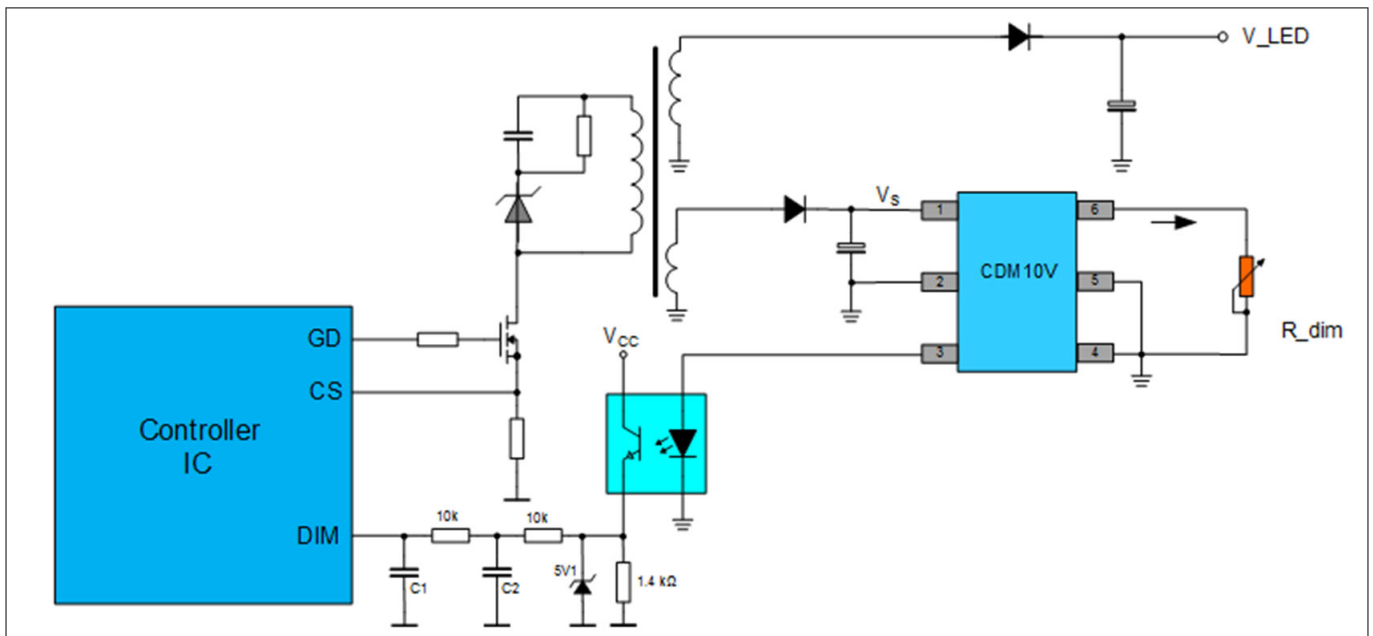 V_LED
VS
1
6
CDM10V
2
5
3
4
R_dim
VCC
GD
CS
Controller
IC
DIM
10k
10k
5V1
1.4 kΩ
C1
C2